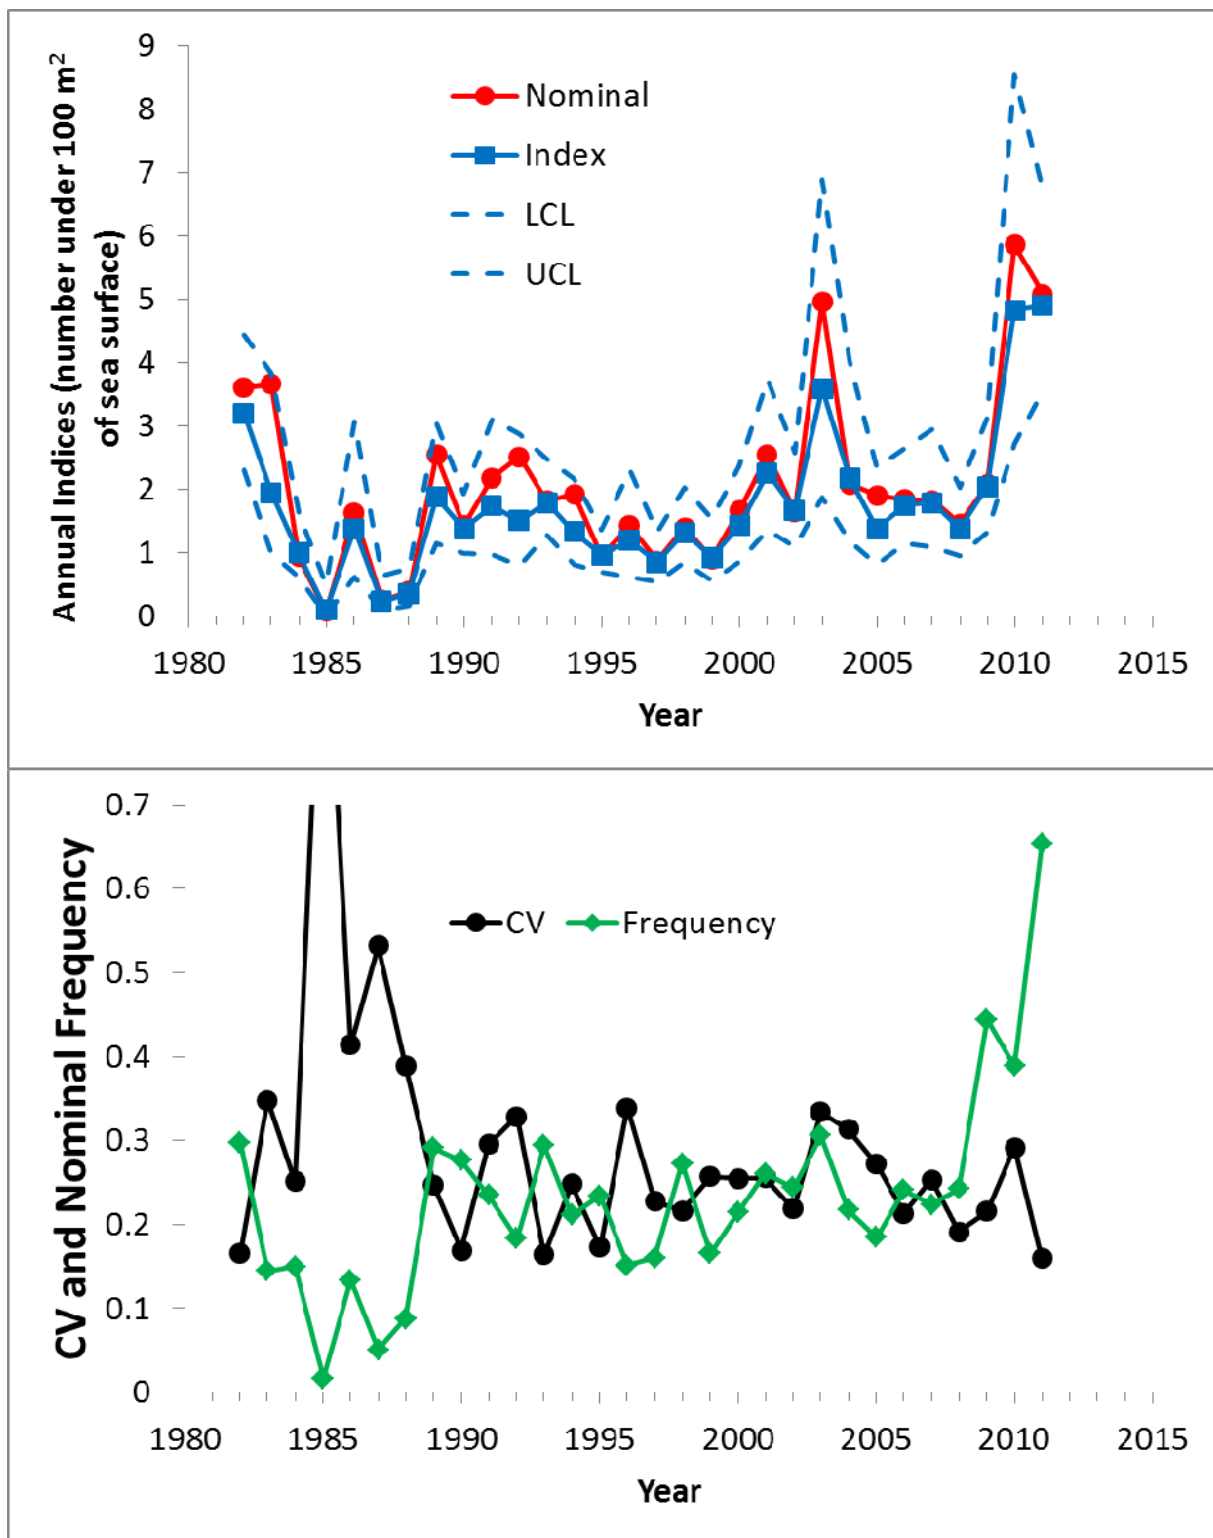 9
8
7
6
5
4
3
2
1
0
Annual Indices (number under 100 m²
of sea surface)
Nominal
Index
LCL
UCL
1980 1985 1990 1995 2000 2005 2010 2015
Year
0.7
0.6
0.5
0.4
0.3
0.2
0.1
0
CV and Nominal Frequency
CV Frequency
1980 1985 1990 1995 2000 2005 2010 2015
Year